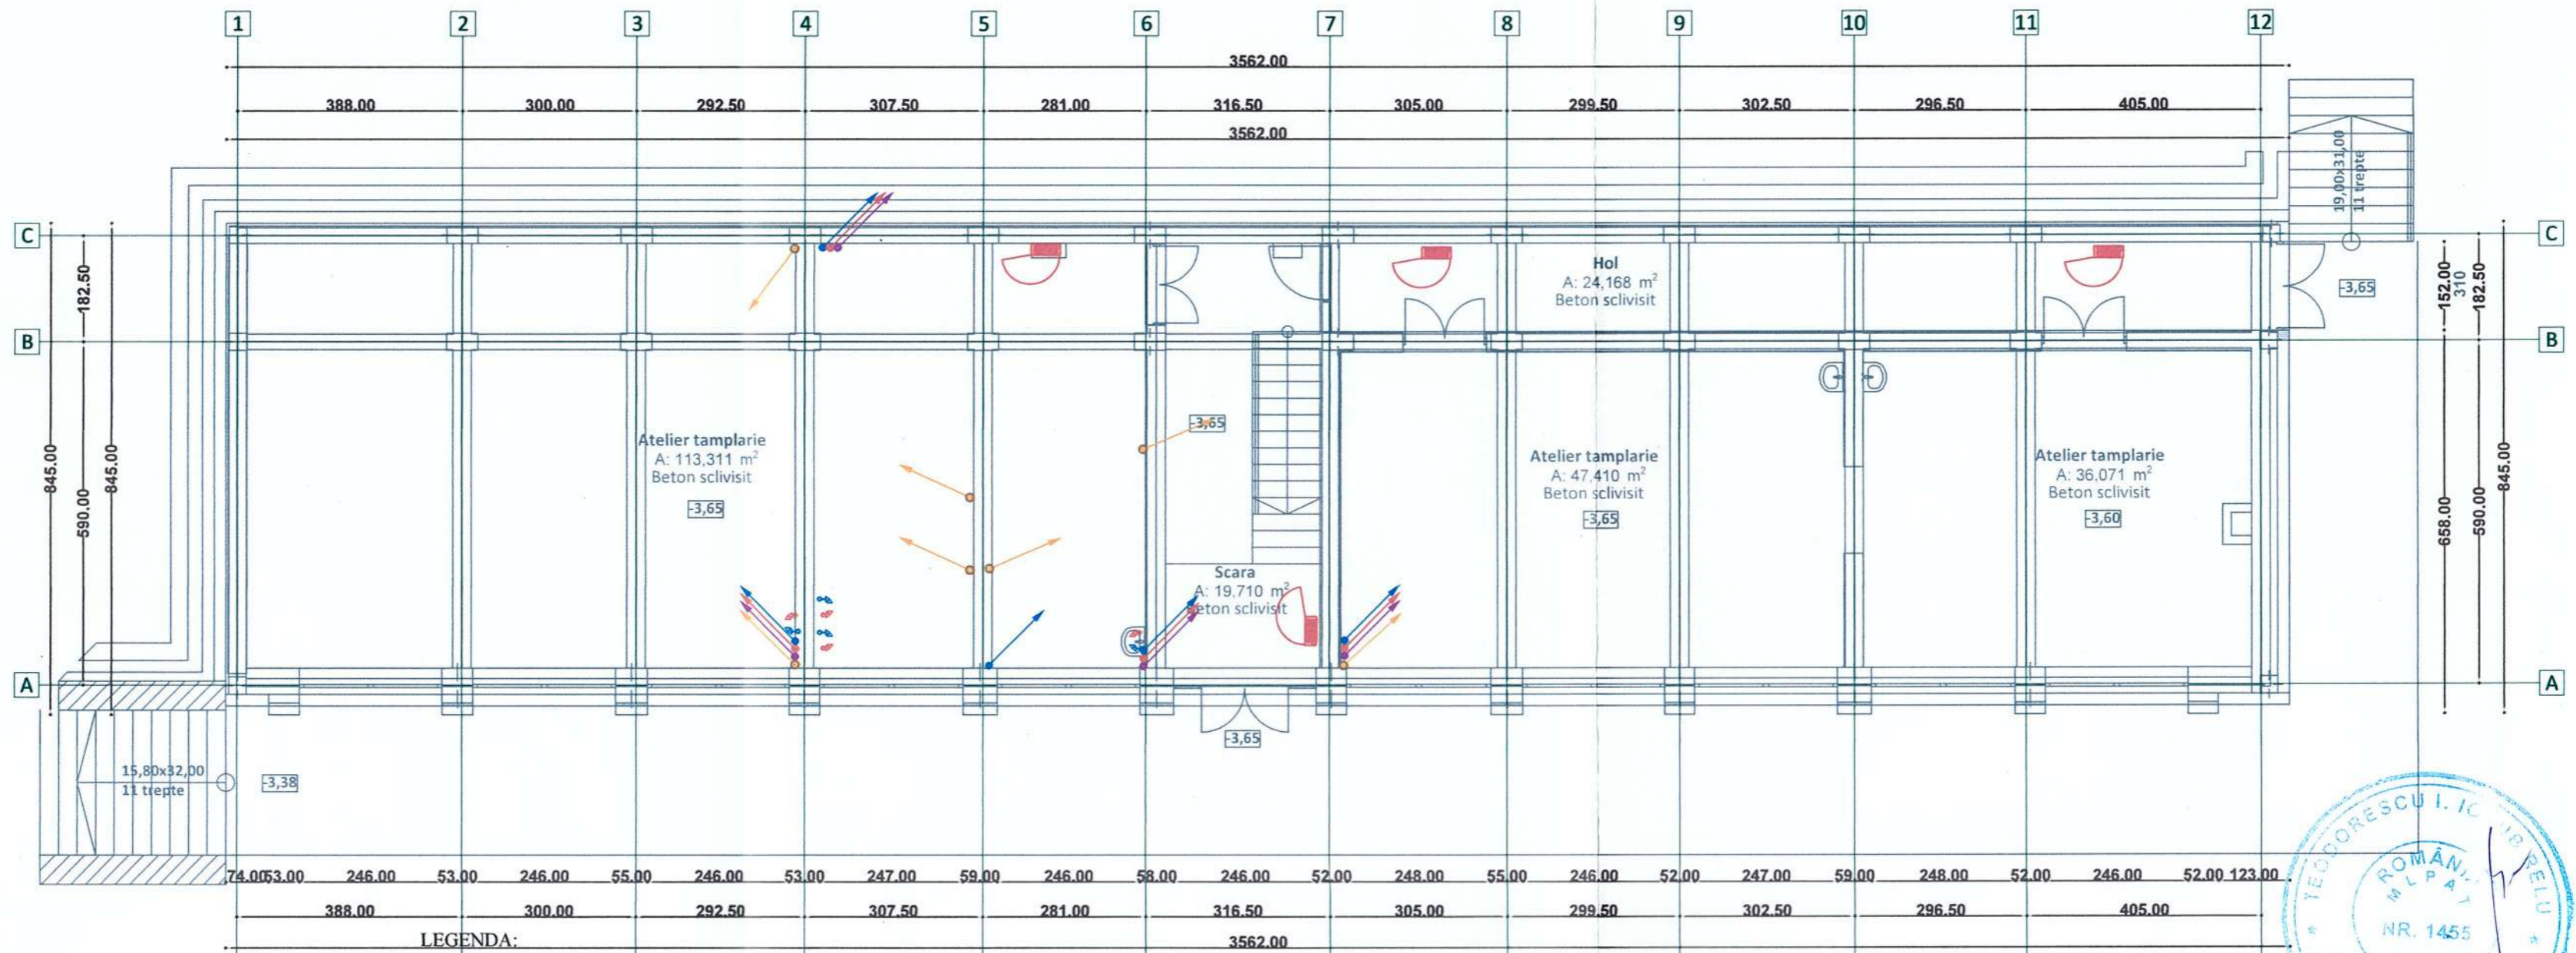 1 2 3 4 5 6 7 8 9 10 11 12
3562.00
388.00 300.00 292.50 307.50 281.00 316.50 305.00 299.50 302.50 296.50 405.00
3562.00
19,00x31,00
11 trepte
C C
182.50
845.00
590.00
845.00
Hol
A: 24,168 m²
Beton sclivisit
-3,65
152.00
310
182.50
B B
-3,65
Atelier tamplarie
A: 113,311 m²
Beton sclivisit
-3,65
Atelier tamplarie
A: 47,410 m²
Beton sclivisit
-3,65
Atelier tamplarie
A: 36,071 m²
Beton sclivisit
-3,60
658.00
590.00
845.00
Scara
A: 19,710 m²
Beton sclivisit
A A
-3,65
15,80x32,00
11 trepte
-3,38
74.00 53.00 246.00 53.00 246.00 55.00 246.00 53.00 247.00 59.00 246.00 58.00 246.00 52.00 248.00 55.00 246.00 52.00 247.00 59.00 248.00 52.00 246.00 52.00 123.00
388.00 300.00 292.50 307.50 281.00 316.50 305.00 299.50 302.50 296.50 405.00
LEGENDA:
3562.00
TEODORESCU I.
MLPAT
NR. 1455